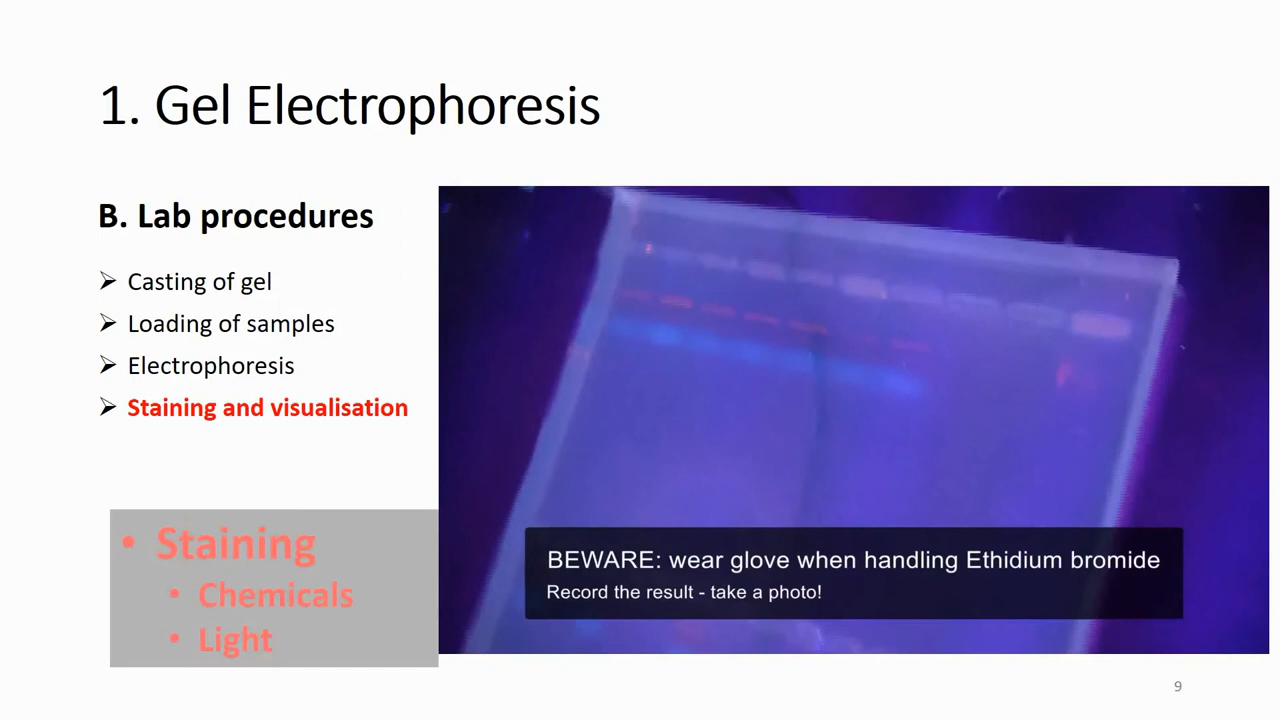 1. Gel Electrophoresis
B. Lab procedures
➢ Casting of gel
➢ Loading of samples
➢ Electrophoresis
➢ Staining and visualisation
• Staining
• Chemicals
• Light
BEWARE: wear glove when handling Ethidium bromide
Record the result - take a photo!
9